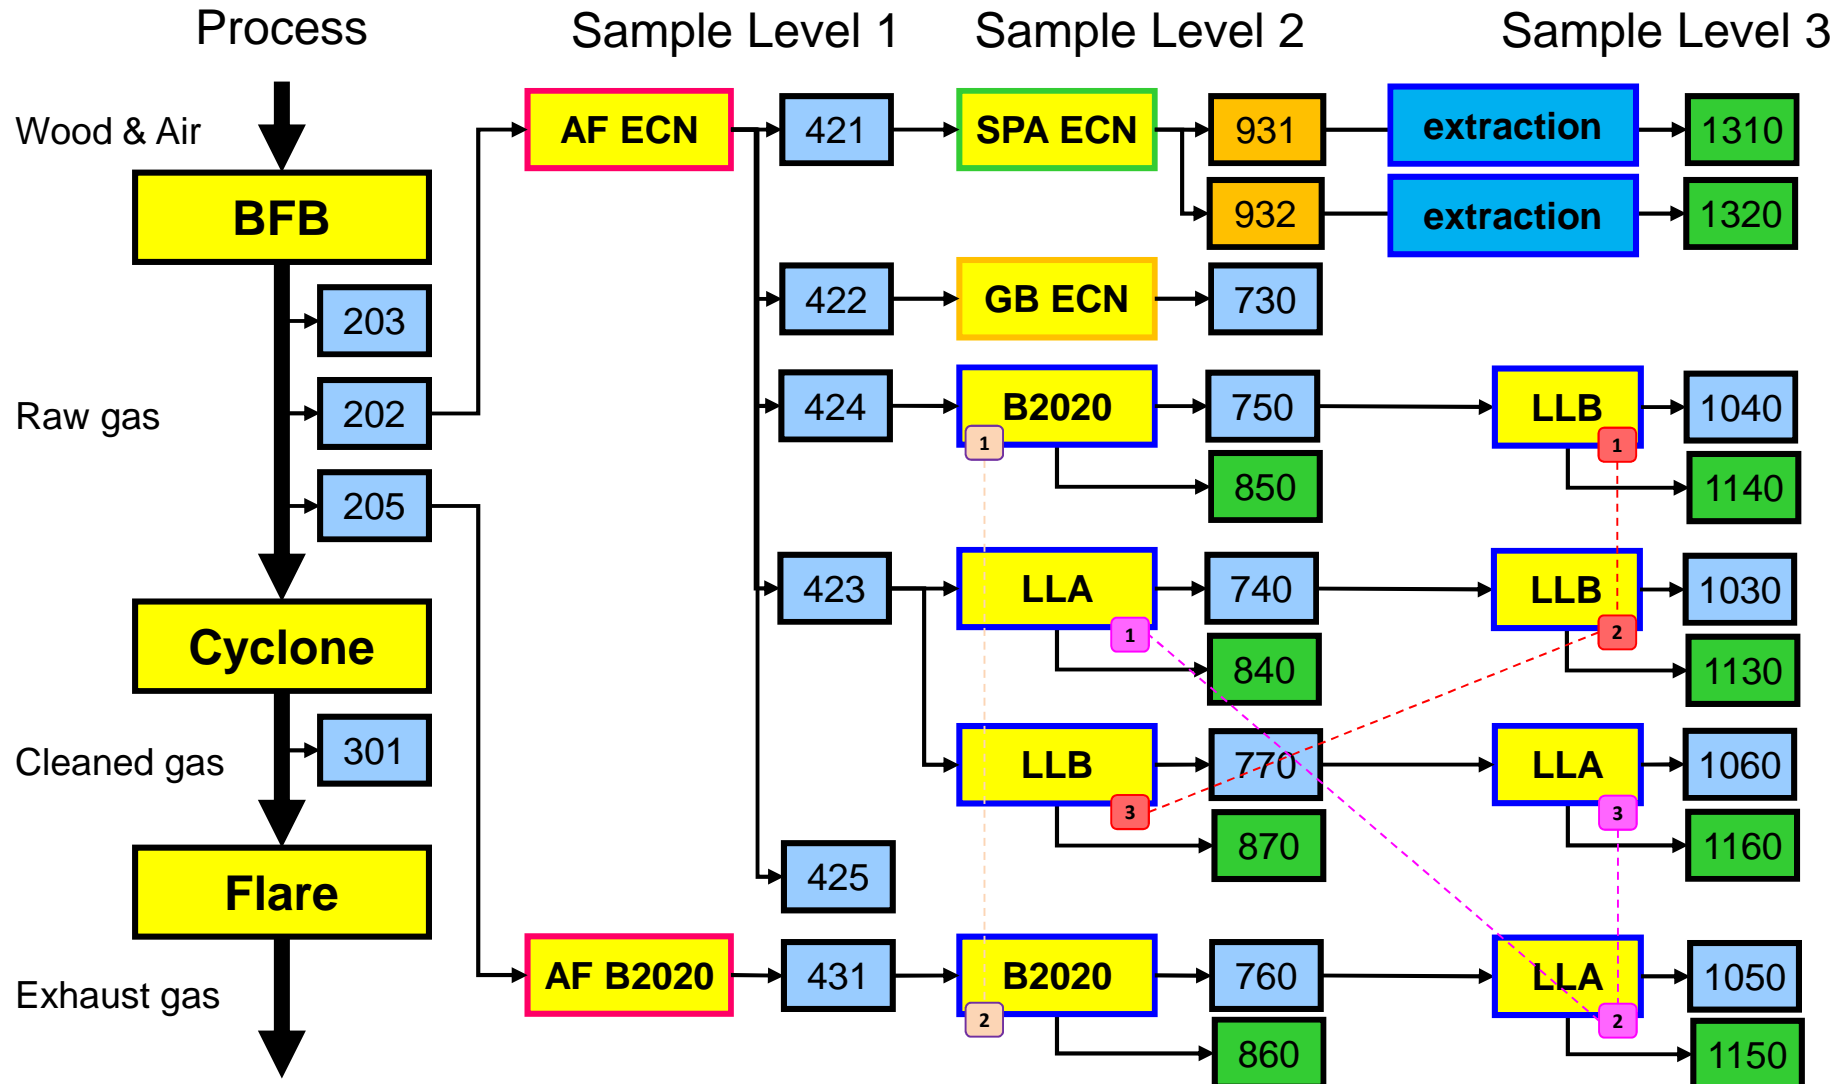 Process
Sample Level 1
Sample Level 2
Sample Level 3
Wood & Air
AF ECN
421
SPA ECN
931
extraction
1310
BFB
932
extraction
1320
203
422
GB ECN
730
Raw gas
202
424
B2020
750
LLB
1040
1
1
205
850
1140
423
LLA
740
LLB
1030
1
2
Cyclone
840
1130
Cleaned gas
301
LLB
770
LLA
1060
3
3
870
1160
Flare
425
Exhaust gas
AF B2020
431
B2020
760
LLA
1050
2
2
860
1150